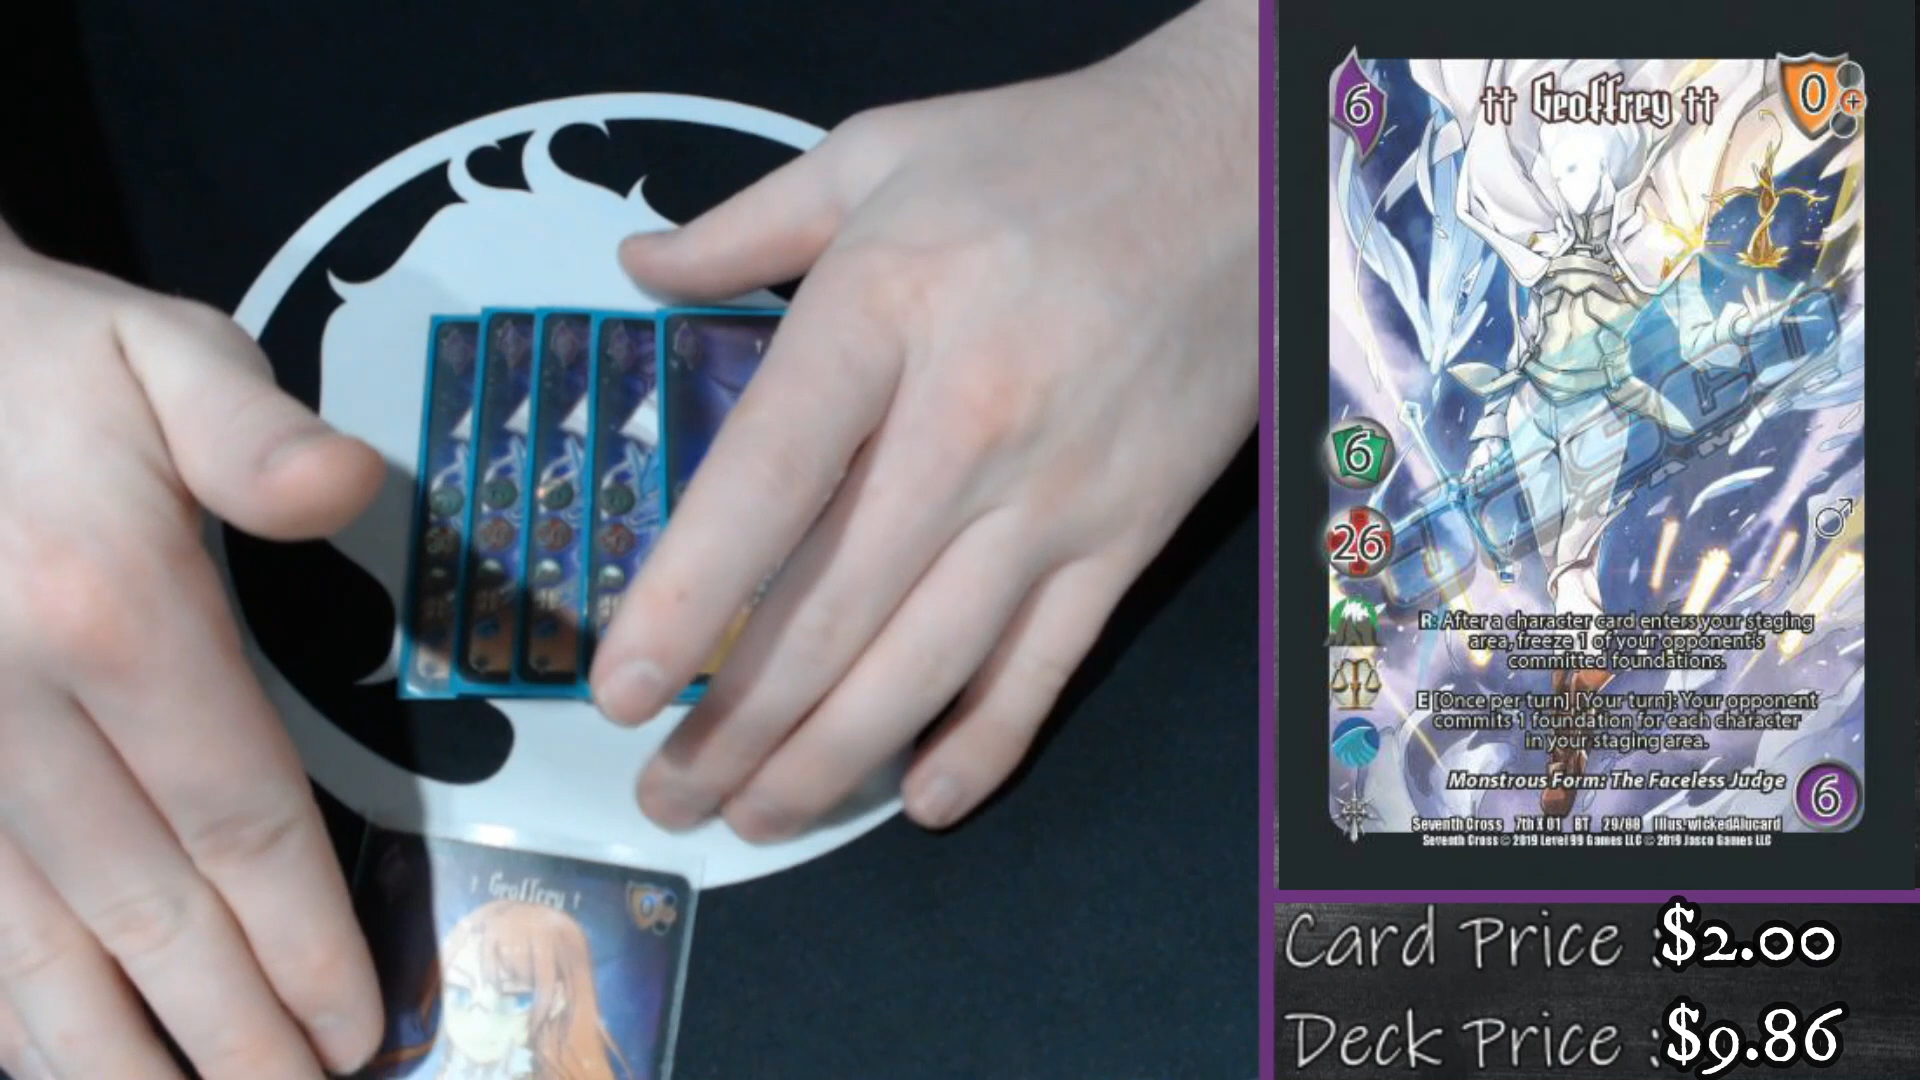 6
†† Geoffrey ††
0
+
6
26
R: After a character card enters your staging
area, freeze 1 of your opponent's
committed foundations.
E [Once per turn] [Your turn]: Your opponent
commits 1 foundation for each character
in your staging area.
Monstrous Form: The Faceless Judge
6
Seventh Cross 7th X 01 BT 29/88 Illus. wickedAlucard
Seventh Cross © 2019 Level 99 Games LLC © 2019 Jasco Games LLC
† Geoffrey †
0
Card Price : $2.00
Deck Price : $9.86